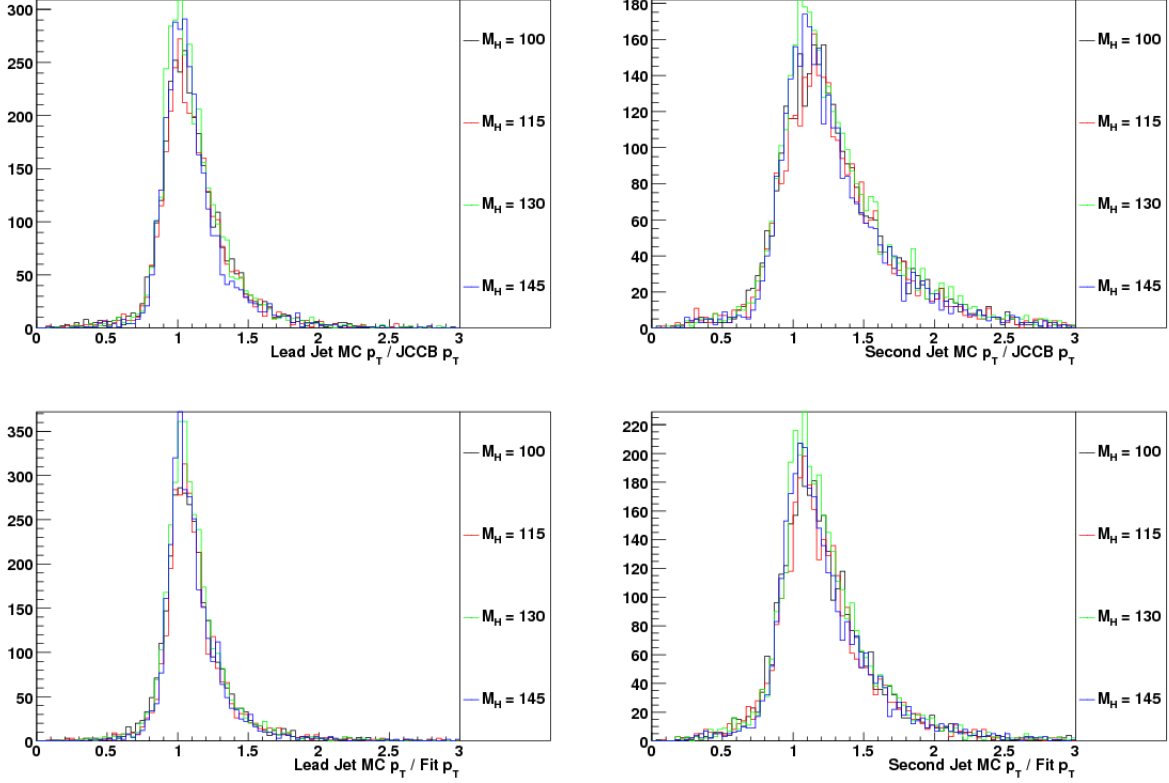 300
250
200
150
100
50
0
0 0.5 1 1.5 2 2.5 3
Lead Jet MC p_T / JCCB p_T
M_H = 100
M_H = 115
M_H = 130
M_H = 145
180
160
140
120
100
80
60
40
20
0
0 0.5 1 1.5 2 2.5 3
Second Jet MC p_T / JCCB p_T
M_H = 100
M_H = 115
M_H = 130
M_H = 145
350
300
250
200
150
100
50
0
0 0.5 1 1.5 2 2.5 3
Lead Jet MC p_T / Fit p_T
M_H = 100
M_H = 115
M_H = 130
M_H = 145
220
200
180
160
140
120
100
80
60
40
20
0
0 0.5 1 1.5 2 2.5 3
Second Jet MC p_T / Fit p_T
M_H = 100
M_H = 115
M_H = 130
M_H = 145